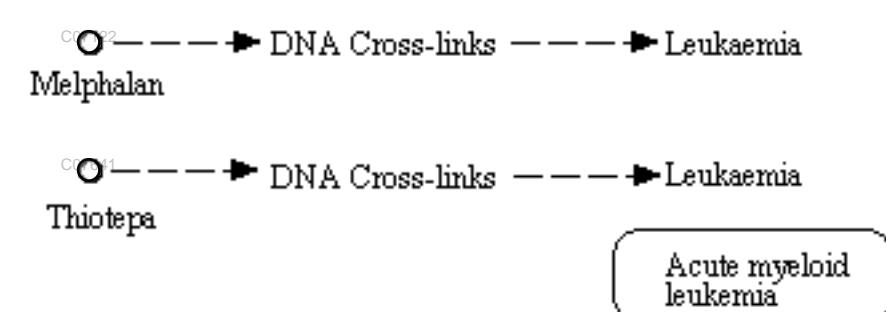 DNA Cross-links
Leukaemia
Melphalan
DNA Cross-links
Leukaemia
Thiotepa
Acute myeloid
leukemia